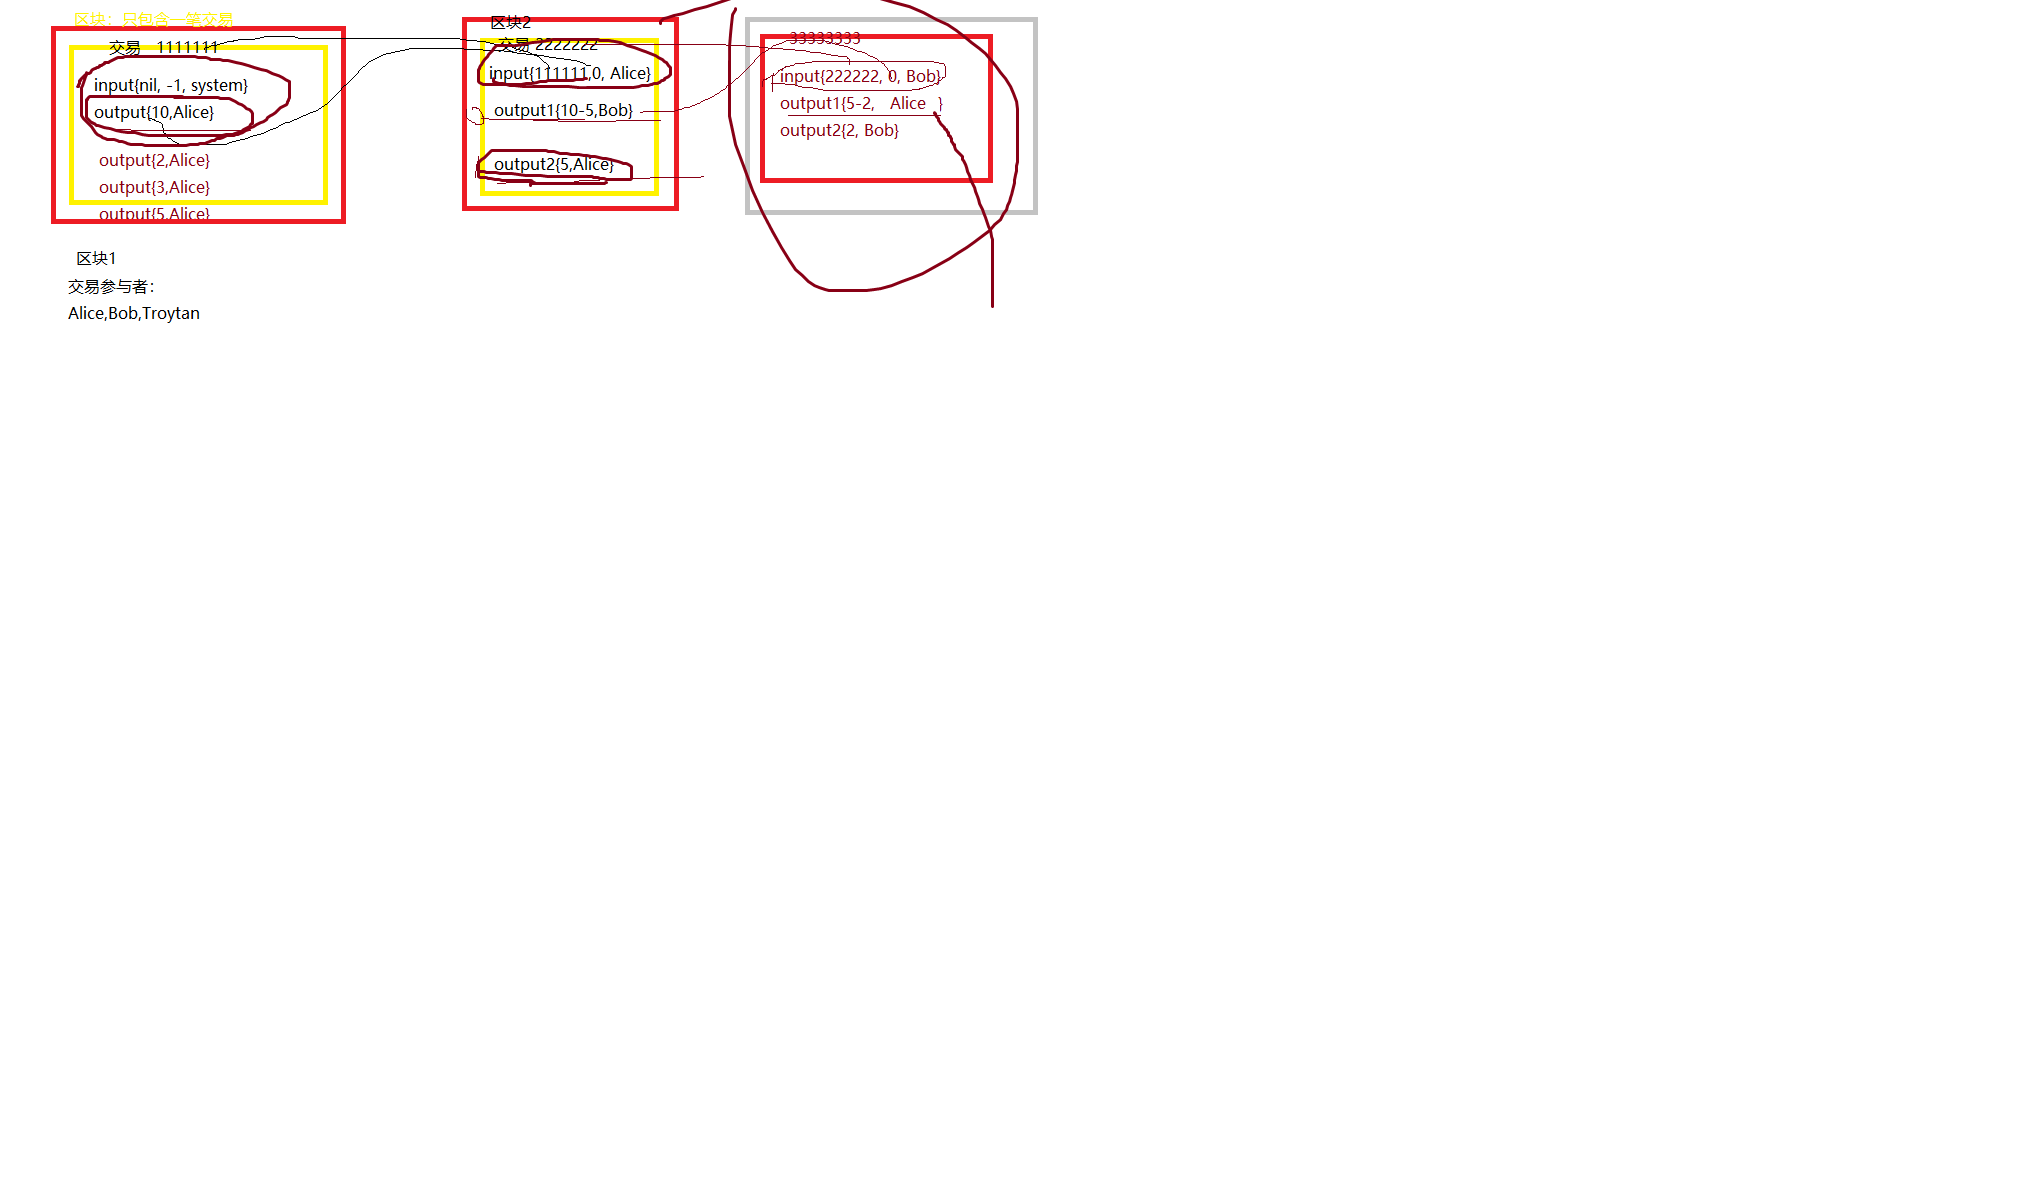 区块：只包含一笔交易
交易 1111111
input{nil, -1, system}
output{10,Alice}
output{2,Alice}
output{3,Alice}
output{5,Alice}
区块1
交易参与者：
Alice,Bob,Troytan
区块2
交易 2222222
input{111111,0, Alice}
output1{10-5,Bob}
output2{5,Alice}
33333333
input{222222, 0, Bob}
output1{5-2, Alice }
output2{2, Bob}